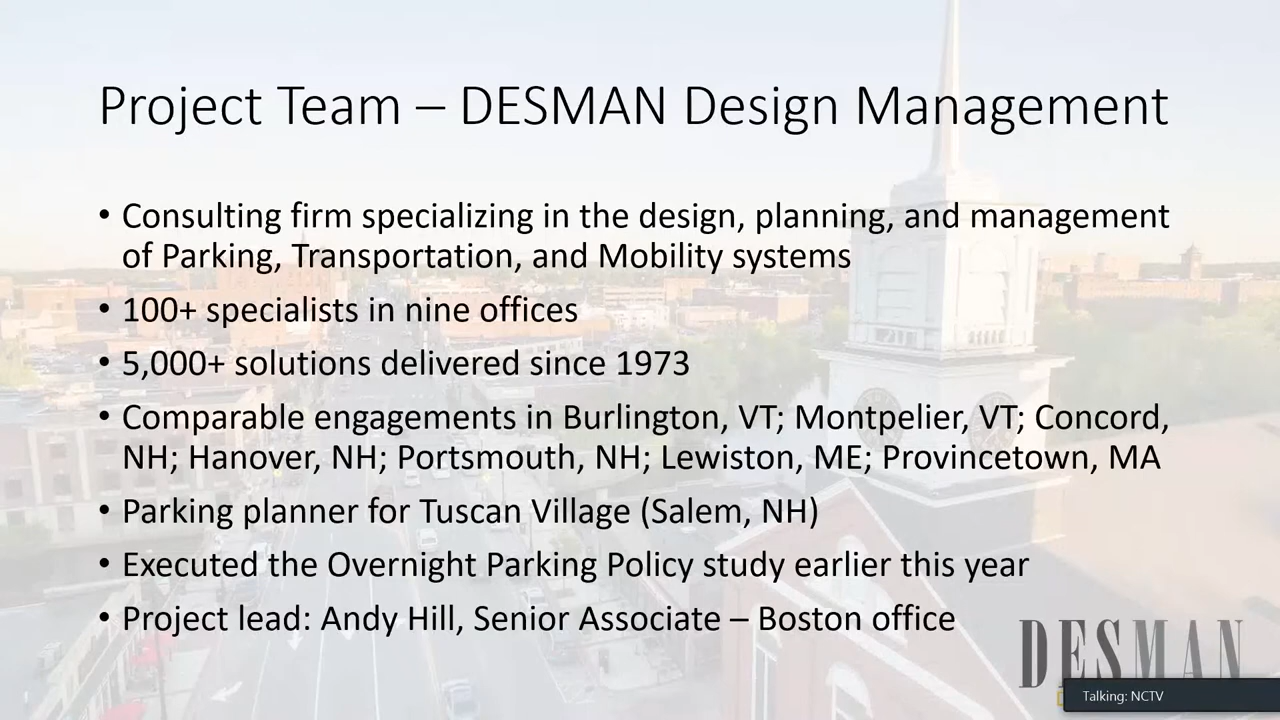 Project Team – DESMAN Design Management
• Consulting firm specializing in the design, planning, and management
of Parking, Transportation, and Mobility systems
• 100+ specialists in nine offices
• 5,000+ solutions delivered since 1973
• Comparable engagements in Burlington, VT; Montpelier, VT; Concord,
NH; Hanover, NH; Portsmouth, NH; Lewiston, ME; Provincetown, MA
• Parking planner for Tuscan Village (Salem, NH)
• Executed the Overnight Parking Policy study earlier this year
• Project lead: Andy Hill, Senior Associate – Boston office
DESMAN
Talking: NCTV